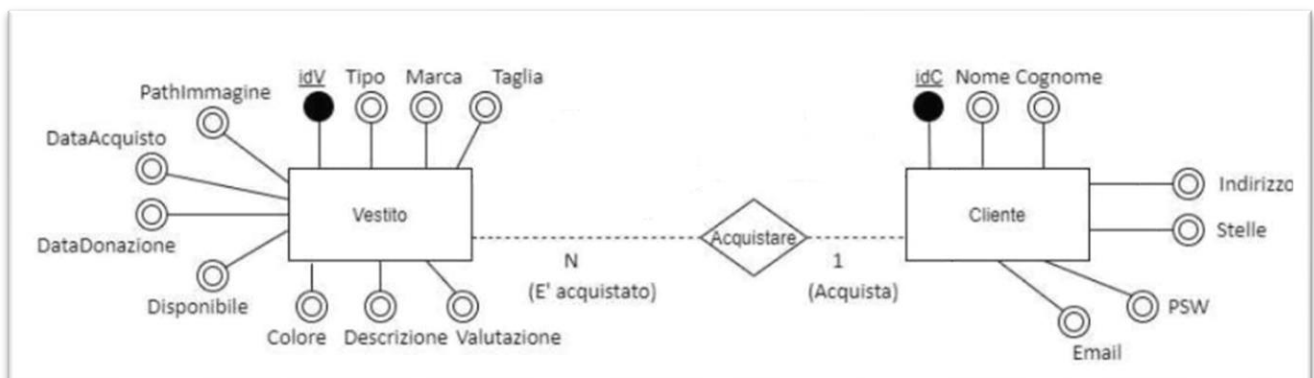 idV Tipo Marca Taglia
PathImmagine
DataAcquisto
DataDonazione
Disponibile
Vestito
Colore Descrizione Valutazione
N
(E' acquistato)
Acquistare
1
(Acquista)
idC Nome Cognome
Cliente
Indirizzo
Stelle
PSW
Email